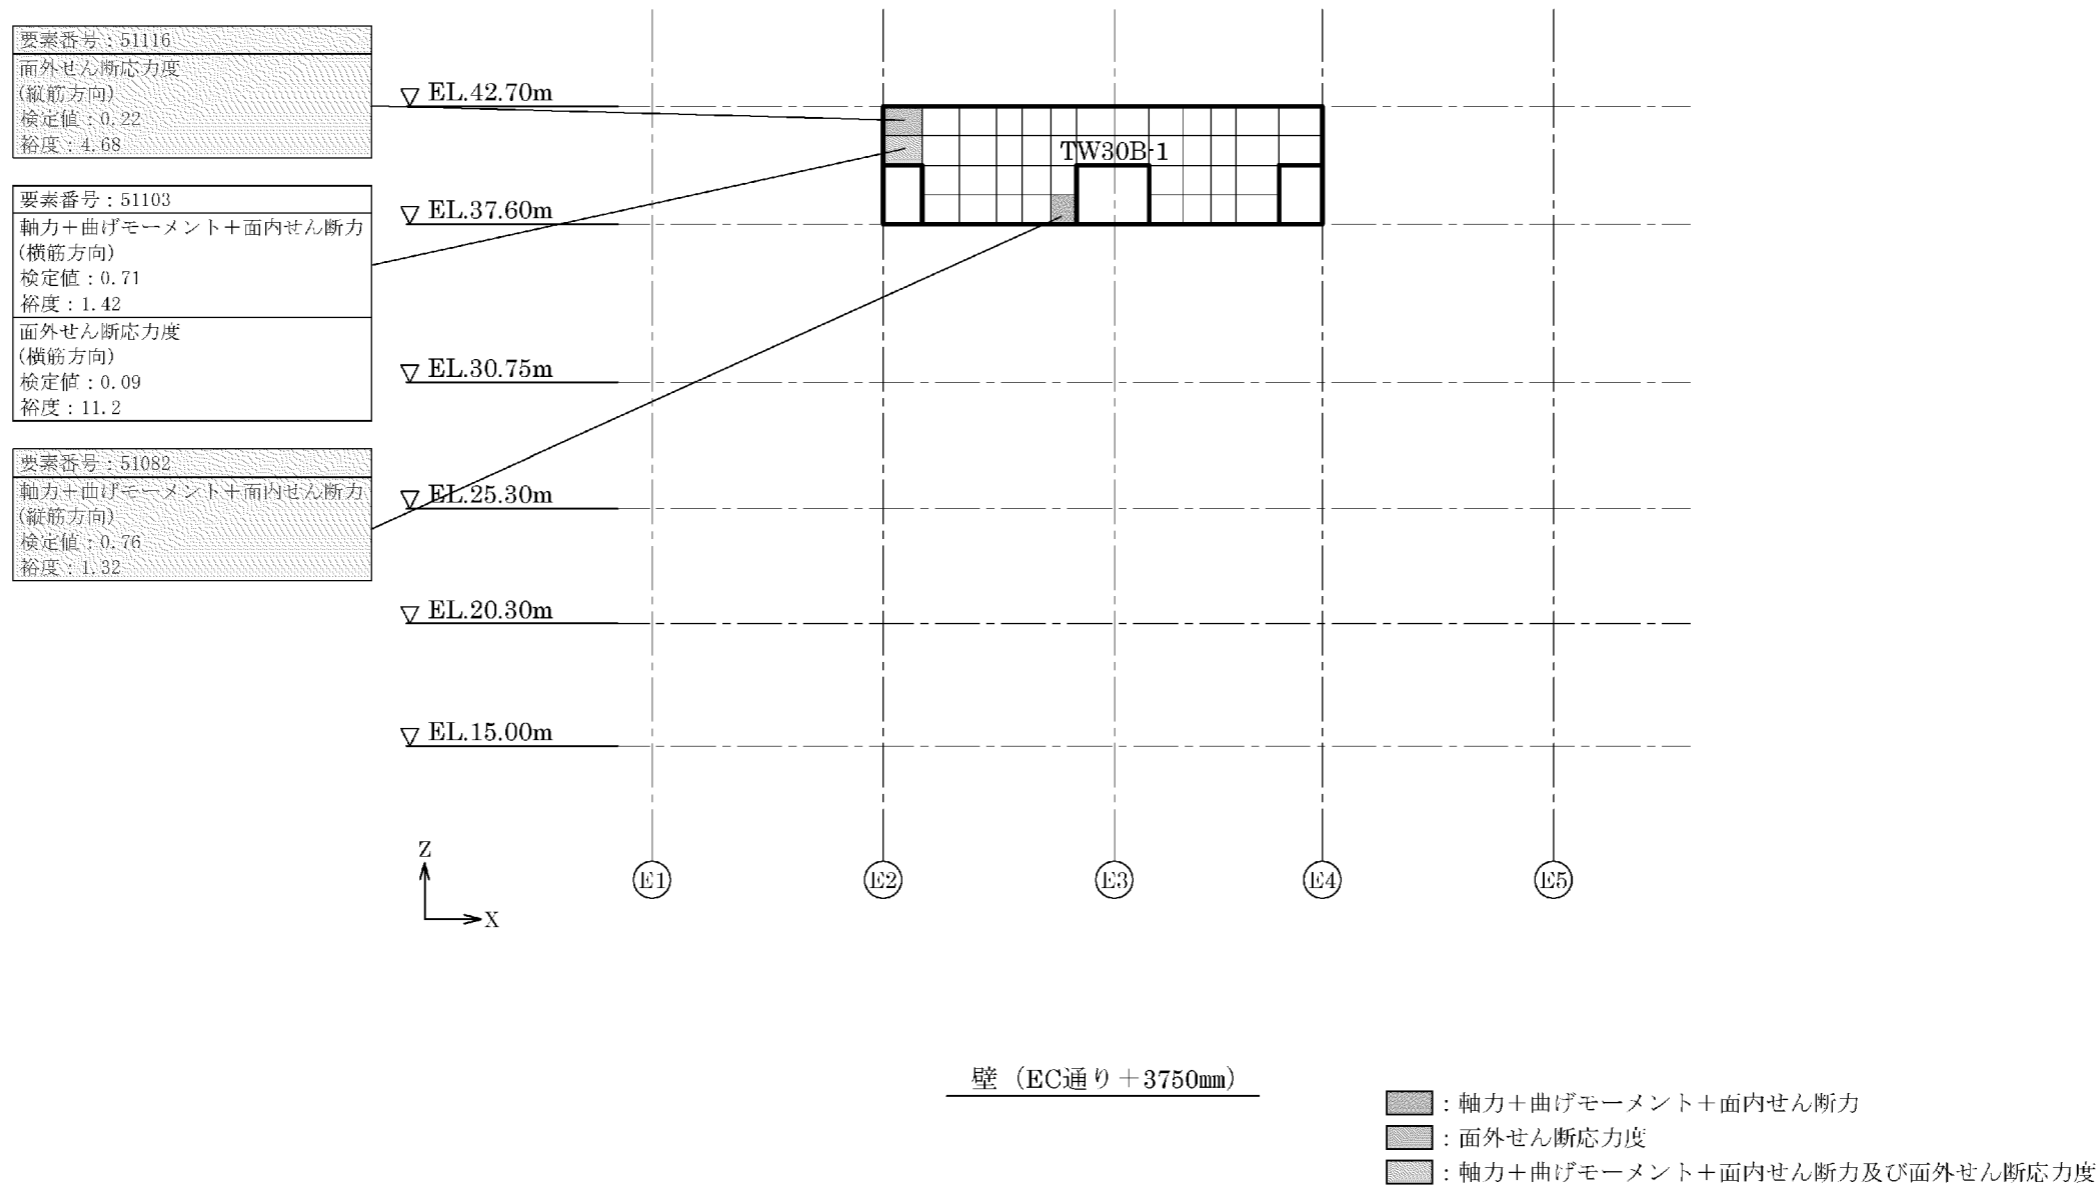 要素番号：51116
面外せん断応力度
(縦筋方向)
検定値：0.22
裕度：4.68
要素番号：51103
軸力＋曲げモーメント＋面内せん断力
(横筋方向)
検定値：0.71
裕度：1.42
面外せん断応力度
(横筋方向)
検定値：0.09
裕度：11.2
要素番号：51082
軸力＋曲げモーメント＋面内せん断力
(縦筋方向)
検定値：0.76
裕度：1.32
▽ EL.42.70m
TW30B-1
▽ EL.37.60m
▽ EL.30.75m
▽ EL.25.30m
▽ EL.20.30m
▽ EL.15.00m
Z
X
E1 E2 E3 E4 E5
壁（EC通り＋3750㎜）
：軸力＋曲げモーメント＋面内せん断力
：面外せん断応力度
：軸力＋曲げモーメント＋面内せん断力及び面外せん断応力度